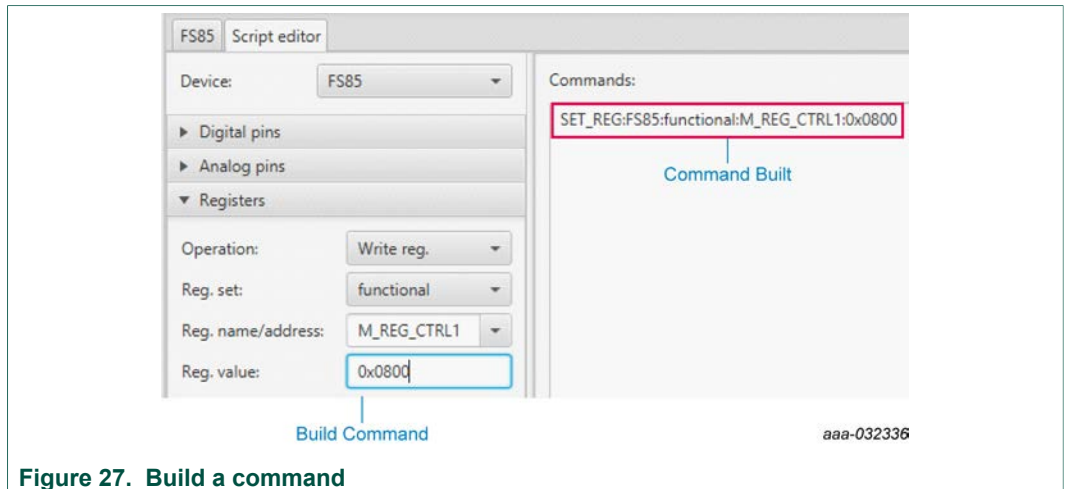 FS85 Script editor
Device: FS85
Commands:
SET_REG:FS85:functional:M_REG_CTRL1:0x0800
Command Built
Digital pins
Analog pins
Registers
Operation: Write reg.
Reg. set: functional
Reg. name/address: M_REG_CTRL1
Reg. value: 0x0800
Build Command
aaa-032336
Figure 27. Build a command